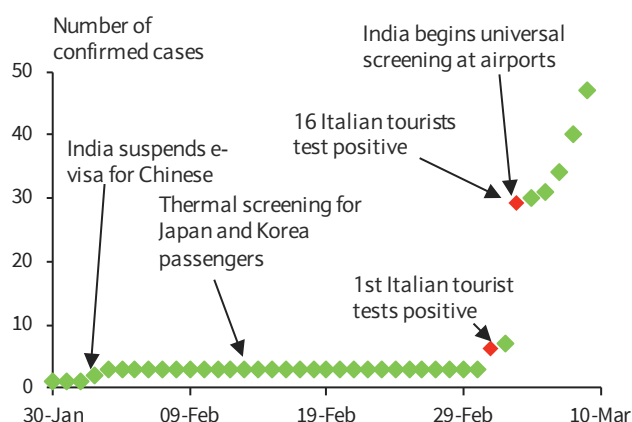 Number of
confirmed cases
India begins universal
screening at airports
16 Italian tourists
test positive
India suspends e-
visa for Chinese
Thermal screening for
Japan and Korea
passengers
1st Italian tourist
tests positive
50
40
30
20
10
0
30-Jan 09-Feb 19-Feb 29-Feb 10-Mar